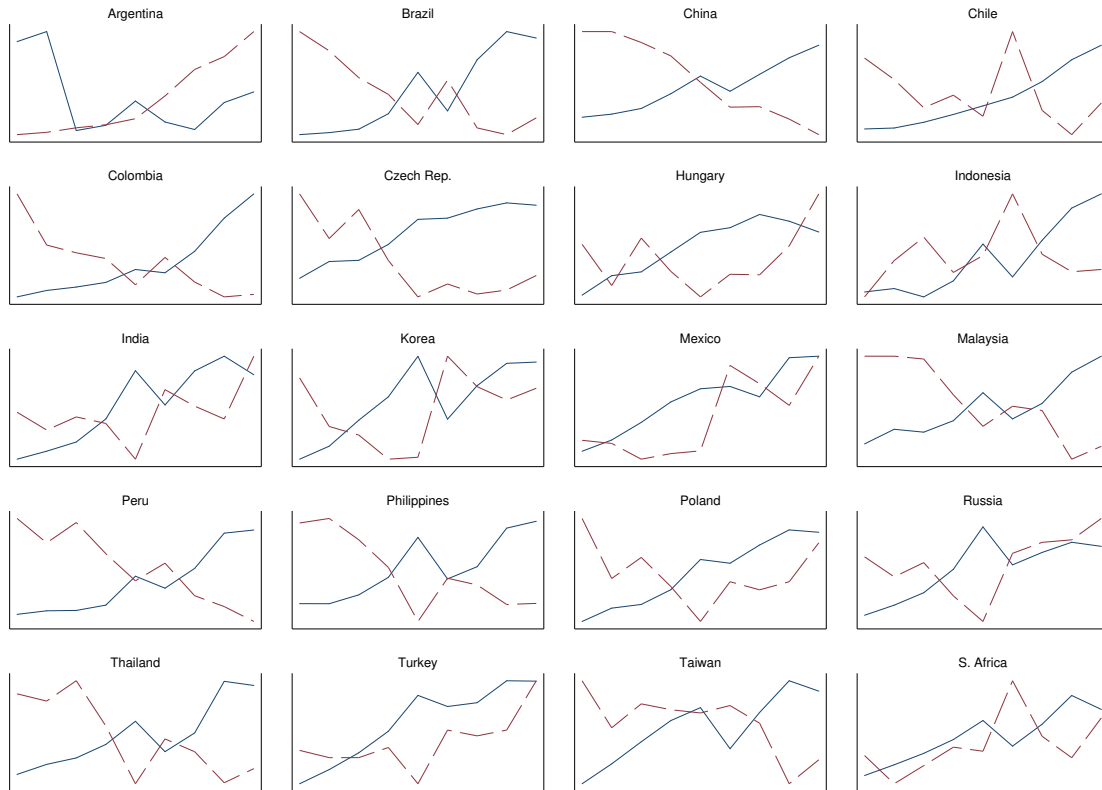 Argentina
Brazil
China
Chile
Colombia
Czech Rep.
Hungary
Indonesia
India
Korea
Mexico
Malaysia
Peru
Philippines
Poland
Russia
Thailand
Turkey
Taiwan
S. Africa